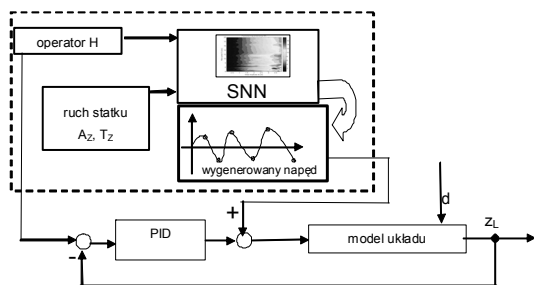 operator H
SNN
ruch statku
A_Z, T_Z
wygenerowany napęd
+
d
z_L
PID
model układu
-